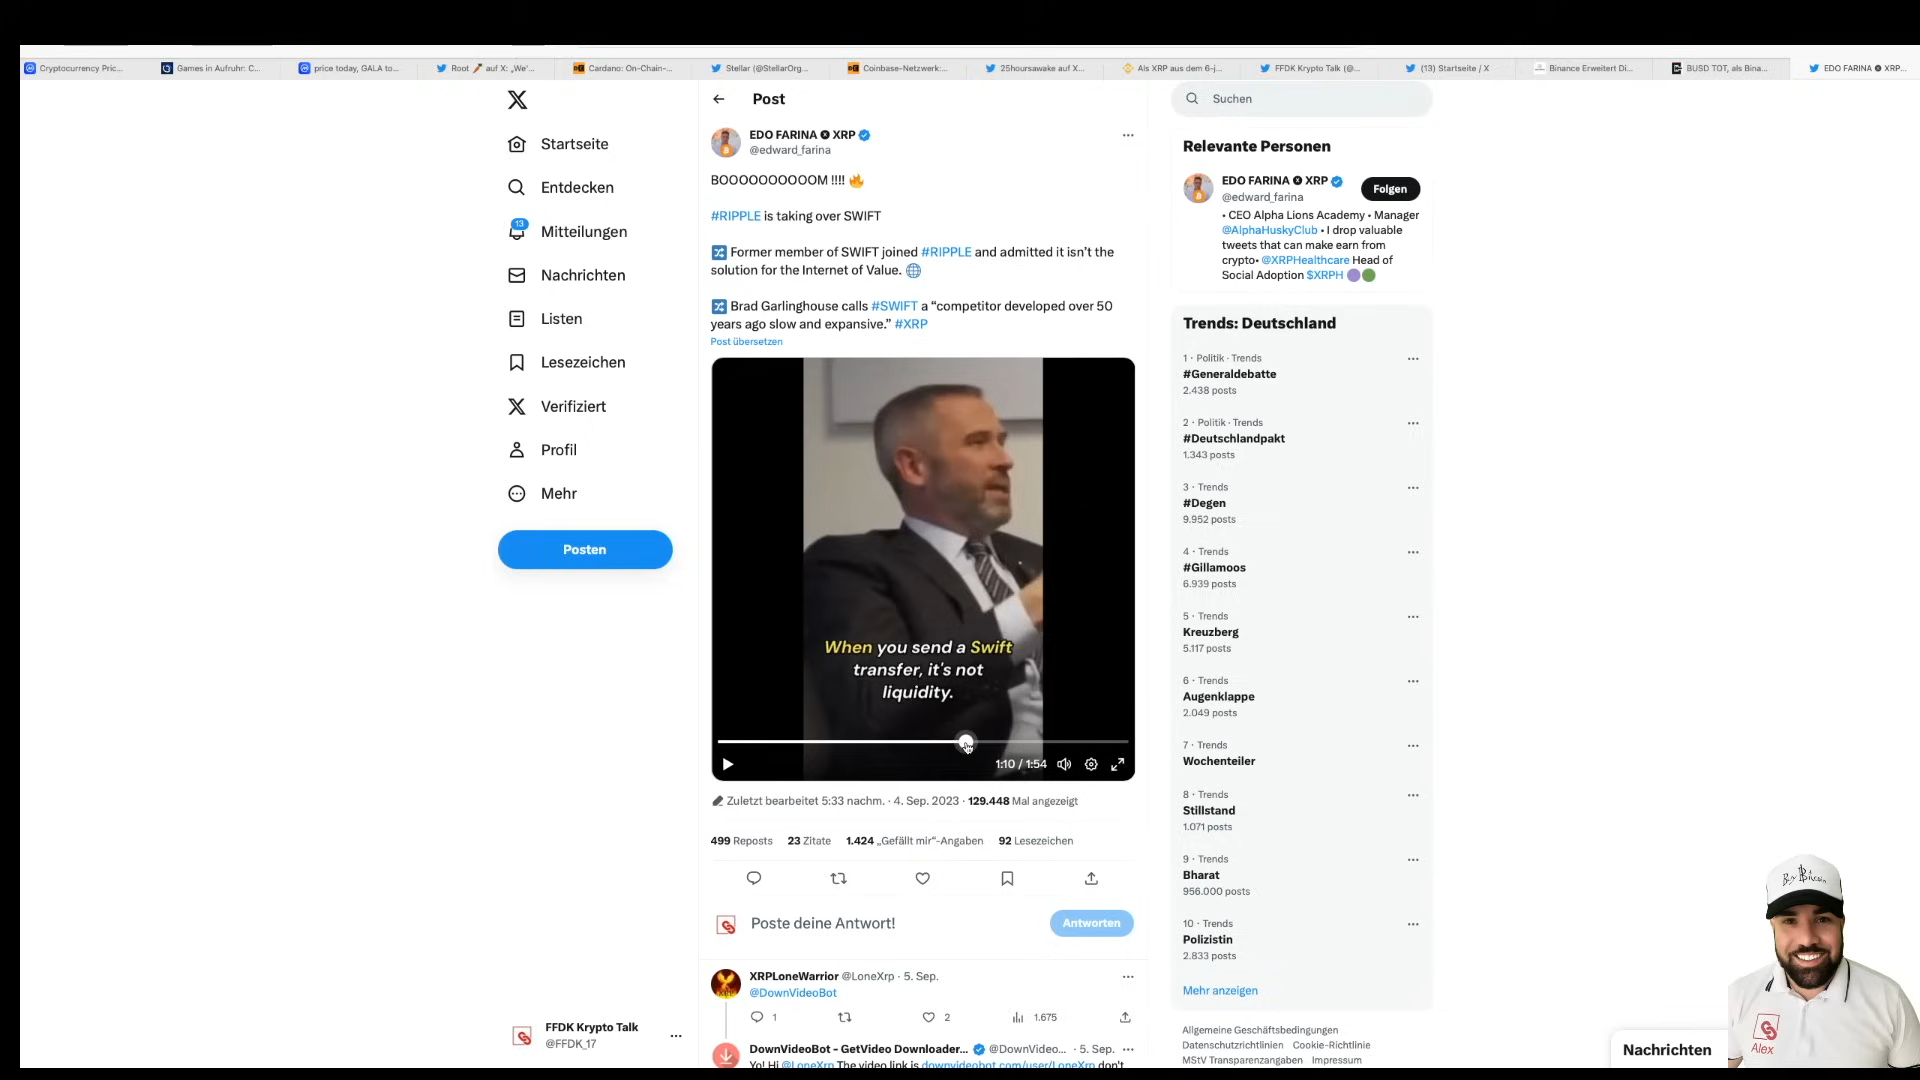 Cryptocurrency Pric...
Games in Aufruhr: C...
price today, GALA to...
Root 🥕 auf X: „We'...
Cardano: On-Chain-...
Stellar (@StellarOrg...
Coinbase-Netzwerk:...
25hoursawake auf X...
Als XRP aus dem 6-j...
FFDK Krypto Talk (@...
(13) Startseite / X
Binance Erweitert Di...
BUSD TOT, als Bina...
EDO FARINA 🅧 XRP...
Startseite
Entdecken
13
Mitteilungen
Nachrichten
Listen
Lesezeichen
Verifiziert
Profil
Mehr
Posten
FFDK Krypto Talk
@FFDK_17
Post
EDO FARINA 🅧 XRP
@edward_farina
BOOOOOOOOOOM !!!! 🔥
#RIPPLE is taking over SWIFT
🔀 Former member of SWIFT joined #RIPPLE and admitted it isn't the
solution for the Internet of Value. 🌐
🔀 Brad Garlinghouse calls #SWIFT a “competitor developed over 50
years ago slow and expansive.” #XRP
Post übersetzen
When you send a Swift
transfer, it's not
liquidity.
1:10 / 1:54
Zuletzt bearbeitet 5:33 nachm. · 4. Sep. 2023 · 129.448 Mal angezeigt
499 Reposts 23 Zitate 1.424 „Gefällt mir“-Angaben 92 Lesezeichen
Poste deine Antwort!
Antworten
XRPLoneWarrior @LoneXrp · 5. Sep.
@DownVideoBot
1
2
1.675
DownVideoBot - GetVideo Downloader... @DownVideo... · 5. Sep.
Yo! Hi @LoneXrp The video link is downvideobot.com/user/LoneXrp don't
Suchen
Relevante Personen
EDO FARINA 🅧 XRP
@edward_farina
Folgen
• CEO Alpha Lions Academy • Manager
@AlphaHuskyClub • I drop valuable
tweets that can make earn from
crypto• @XRPHealthcare Head of
Social Adoption $XRPH 🟣🟢
Trends: Deutschland
1 · Politik · Trends
#Generaldebatte
2.438 posts
2 · Politik · Trends
#Deutschlandpakt
1.343 posts
3 · Trends
#Degen
9.952 posts
4 · Trends
#Gillamoos
6.939 posts
5 · Trends
Kreuzberg
5.117 posts
6 · Trends
Augenklappe
2.049 posts
7 · Trends
Wochenteiler
8 · Trends
Stillstand
1.071 posts
9 · Trends
Bharat
956.000 posts
10 · Trends
Polizistin
2.833 posts
Mehr anzeigen
Allgemeine Geschäftsbedingungen
Datenschutzrichtlinien Cookie-Richtlinie
MStV Transparenzangaben Impressum
Nachrichten
Alex